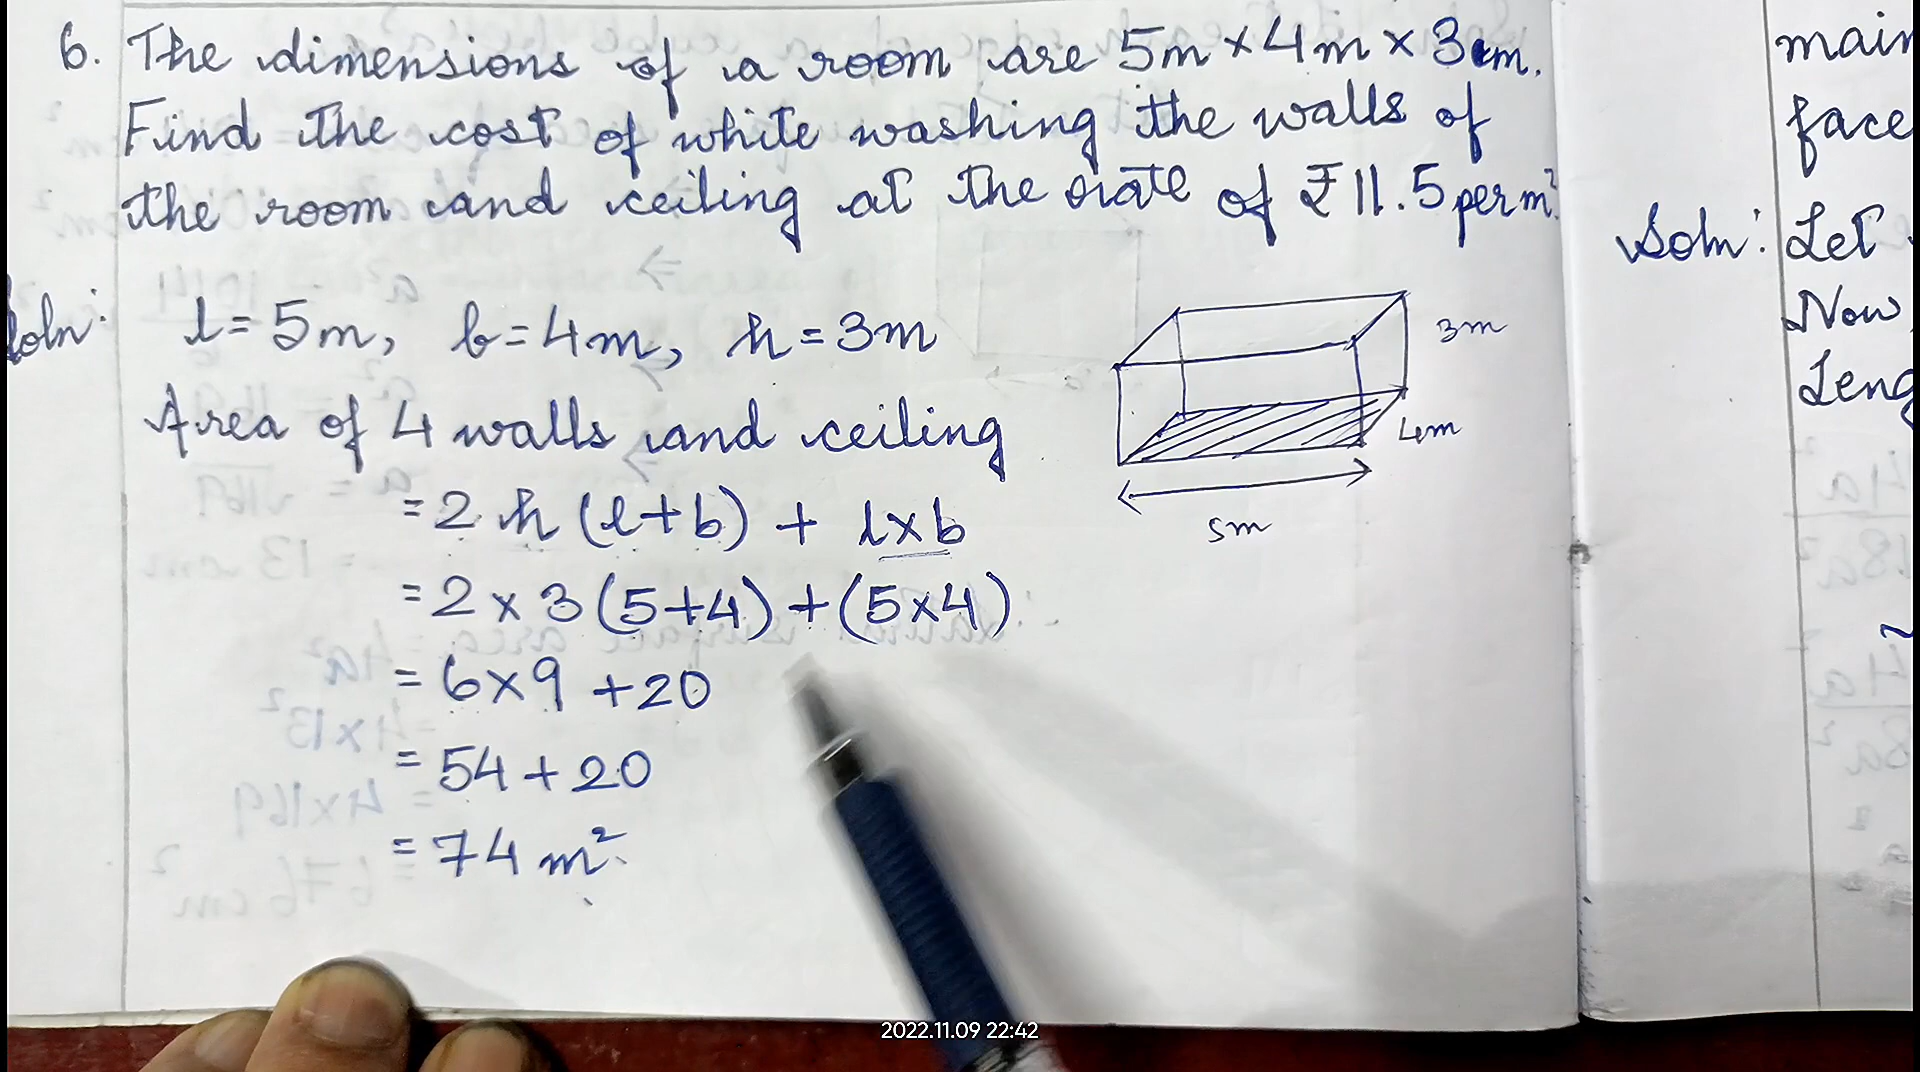 6. The dimensions of a room are 5m × 4m × 3m.
Find the cost of white washing the walls of
the room and ceiling at the rate of ₹11.5 per m².
Soln: l = 5m, b = 4m, h = 3m
Area of 4 walls and ceiling
= 2 h (l+b) + l×b
= 2 × 3 (5+4) + (5×4)
= 6×9 +20
= 54 + 20
= 74 m².
3m
4m
5m
main
face
Soln: Let
Now,
Leng
2022.11.09 22:42